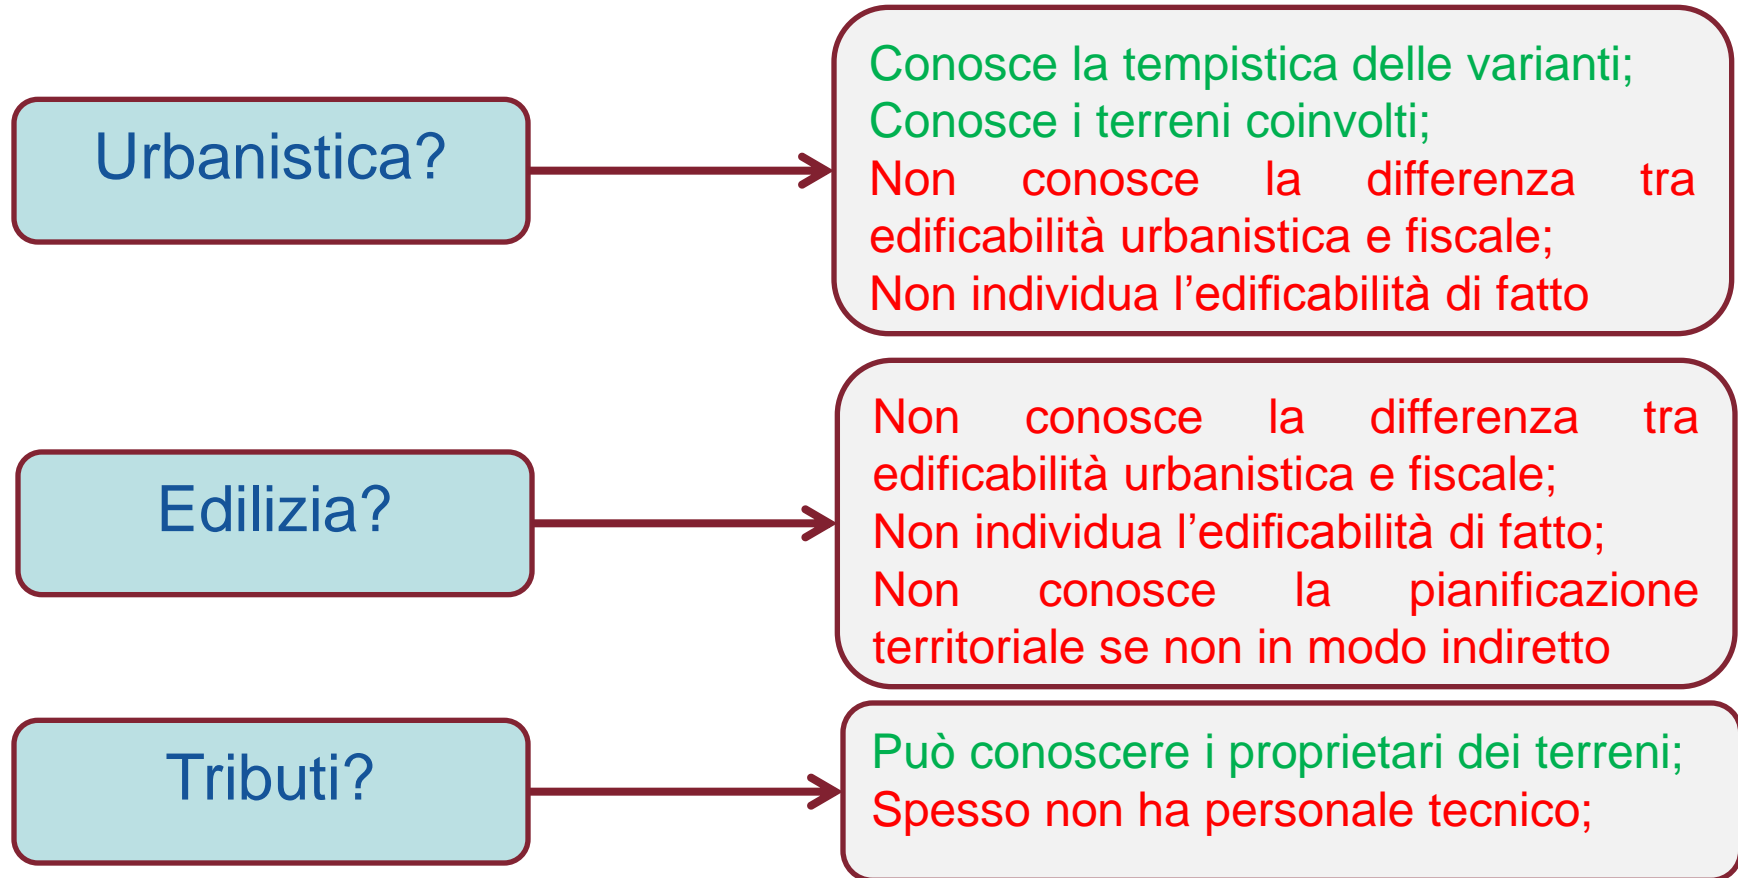 Urbanistica?
Conosce la tempistica delle varianti;
Conosce i terreni coinvolti;
Non conosce la differenza tra
edificabilità urbanistica e fiscale;
Non individua l’edificabilità di fatto
Edilizia?
Non conosce la differenza tra
edificabilità urbanistica e fiscale;
Non individua l’edificabilità di fatto;
Non conosce la pianificazione
territoriale se non in modo indiretto
Tributi?
Può conoscere i proprietari dei terreni;
Spesso non ha personale tecnico;